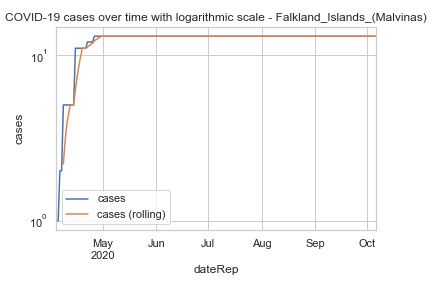 COVID-19 cases over time with logarithmic scale - Falkland_Islands_(Malvinas)
10¹
10⁰
cases
cases
cases (rolling)
May
2020
Jun
Jul
Aug
Sep
Oct
dateRep